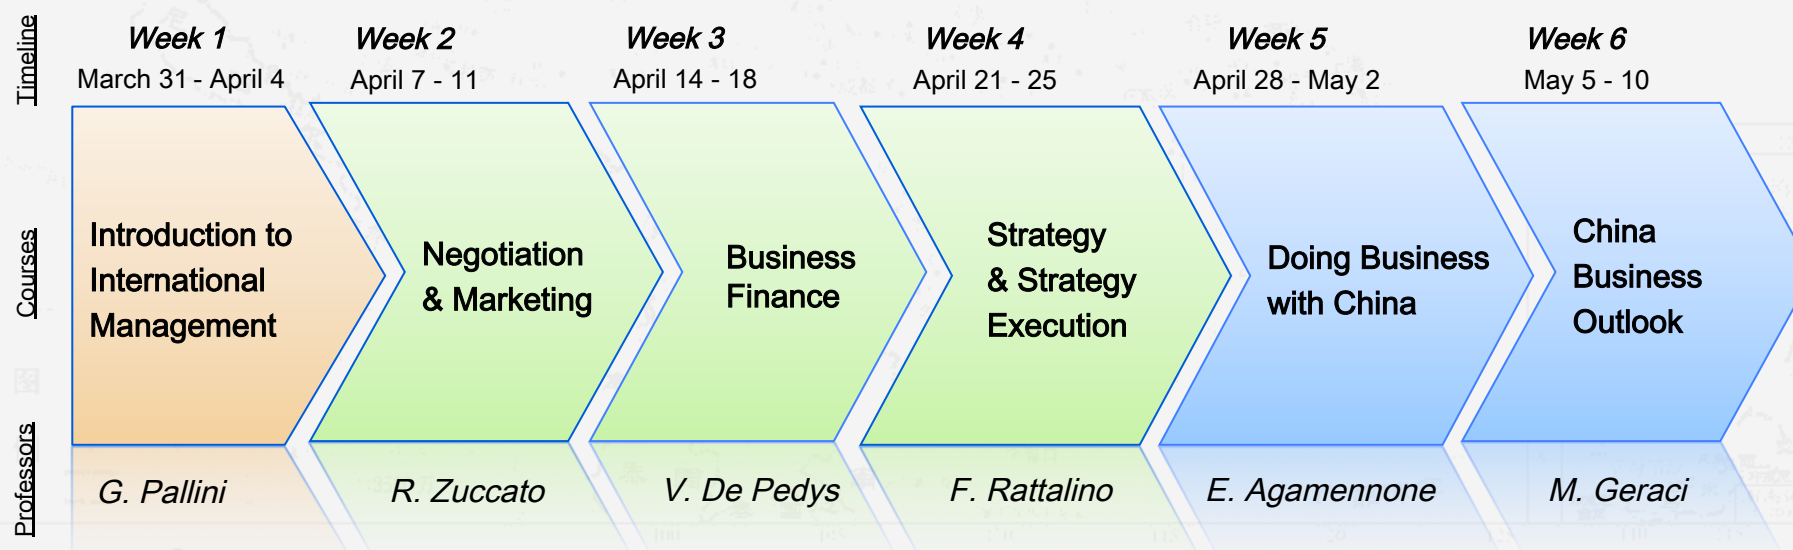 Timeline
Week 1
March 31 - April 4
Week 2
April 7 - 11
Week 3
April 14 - 18
Week 4
April 21 - 25
Week 5
April 28 - May 2
Week 6
May 5 - 10
Courses
Introduction to
International
Management
Negotiation
& Marketing
Business
Finance
Strategy
& Strategy
Execution
Doing Business
with China
China
Business
Outlook
Professors
G. Pallini
R. Zuccato
V. De Pedys
F. Rattalino
E. Agamennone
M. Geraci